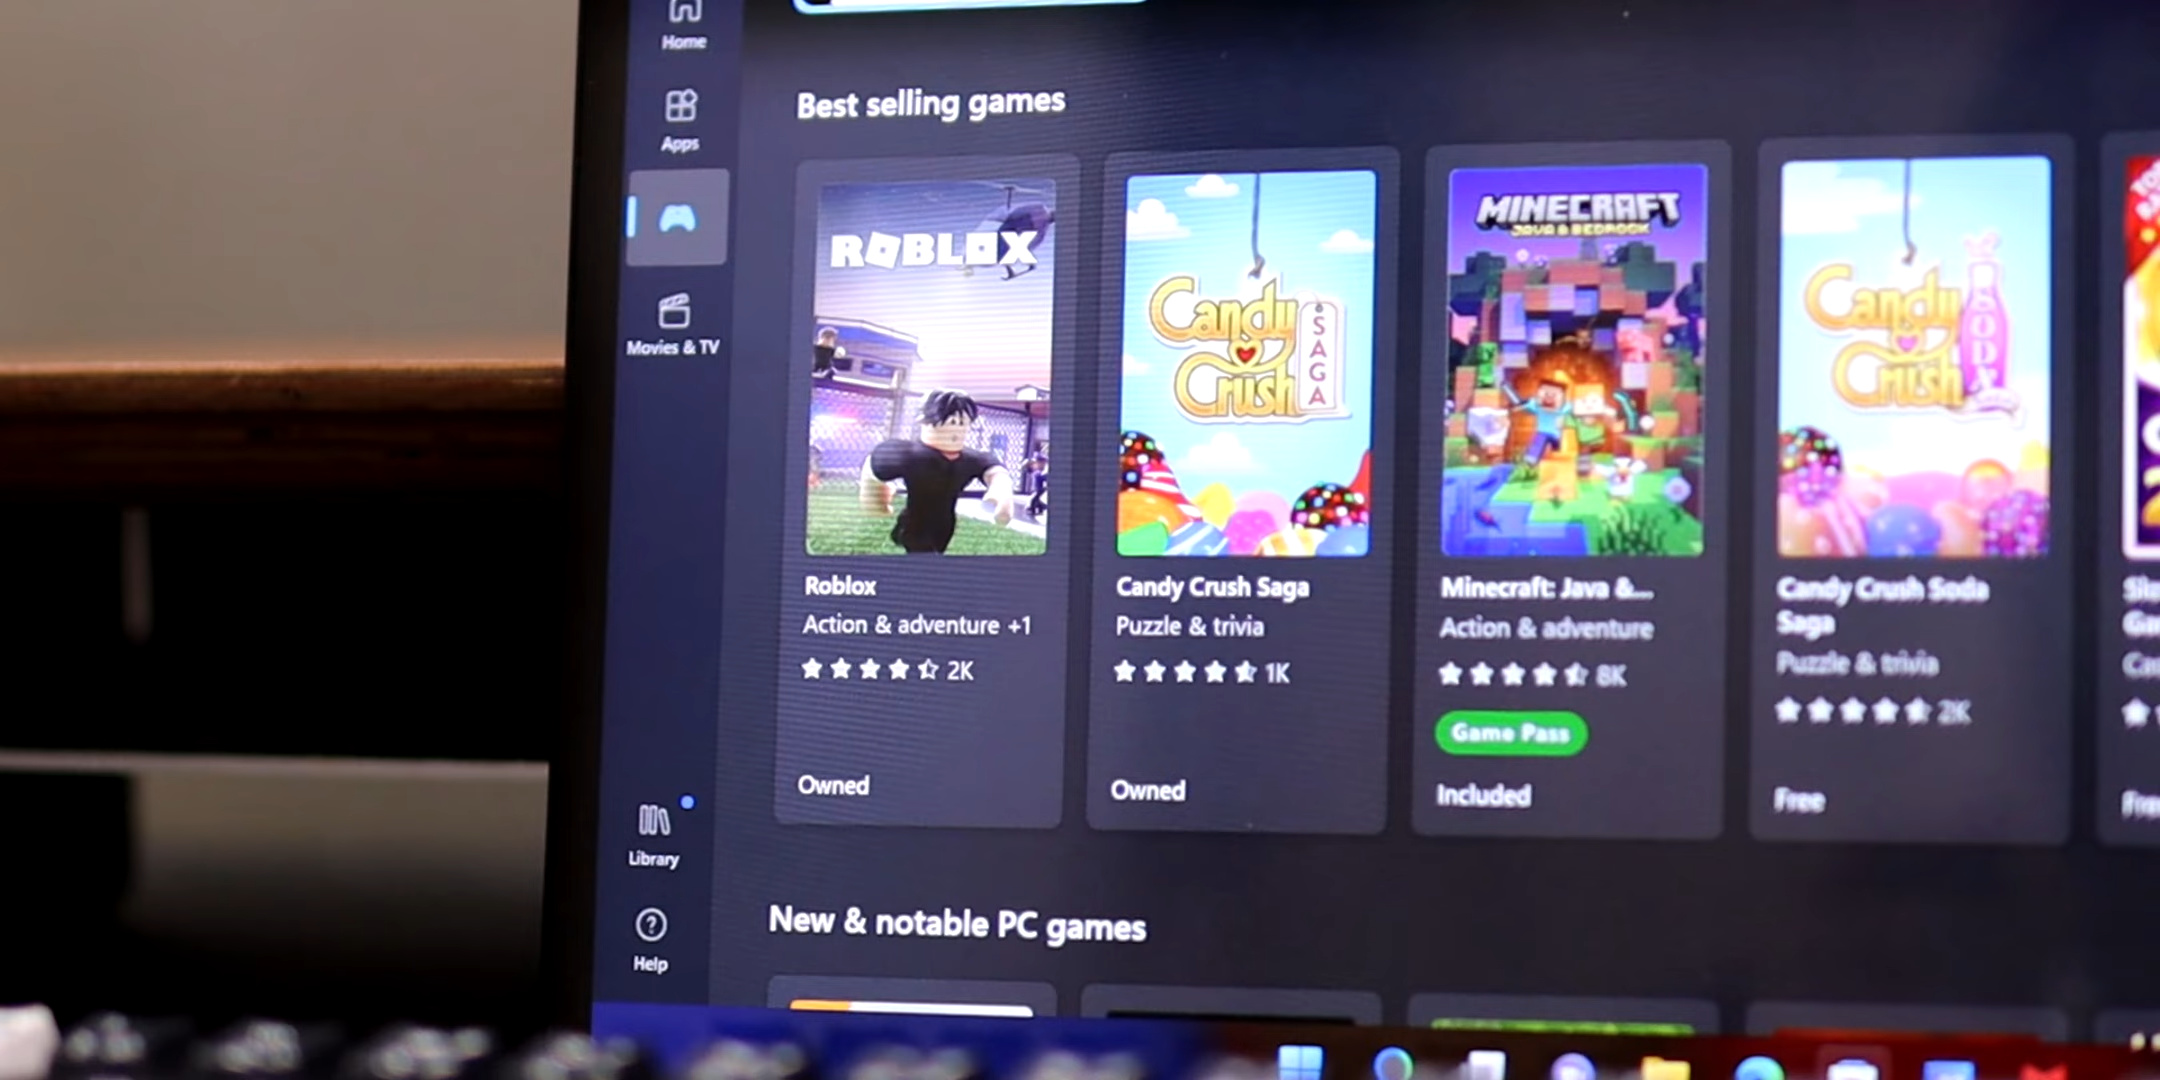 Home
Apps
Movies & TV
Library
Help
Best selling games
ROBLOX
Roblox
Action & adventure +1
2K
Owned
Candy Crush
SAGA
Candy Crush Saga
Puzzle & trivia
1K
Owned
MINECRAFT
JAVA & BEDROCK
Minecraft: Java &...
Action & adventure
8K
Game Pass
Included
Candy Crush
SODA
Candy Crush Soda
Saga
Puzzle & trivia
2K
Free
New & notable PC games